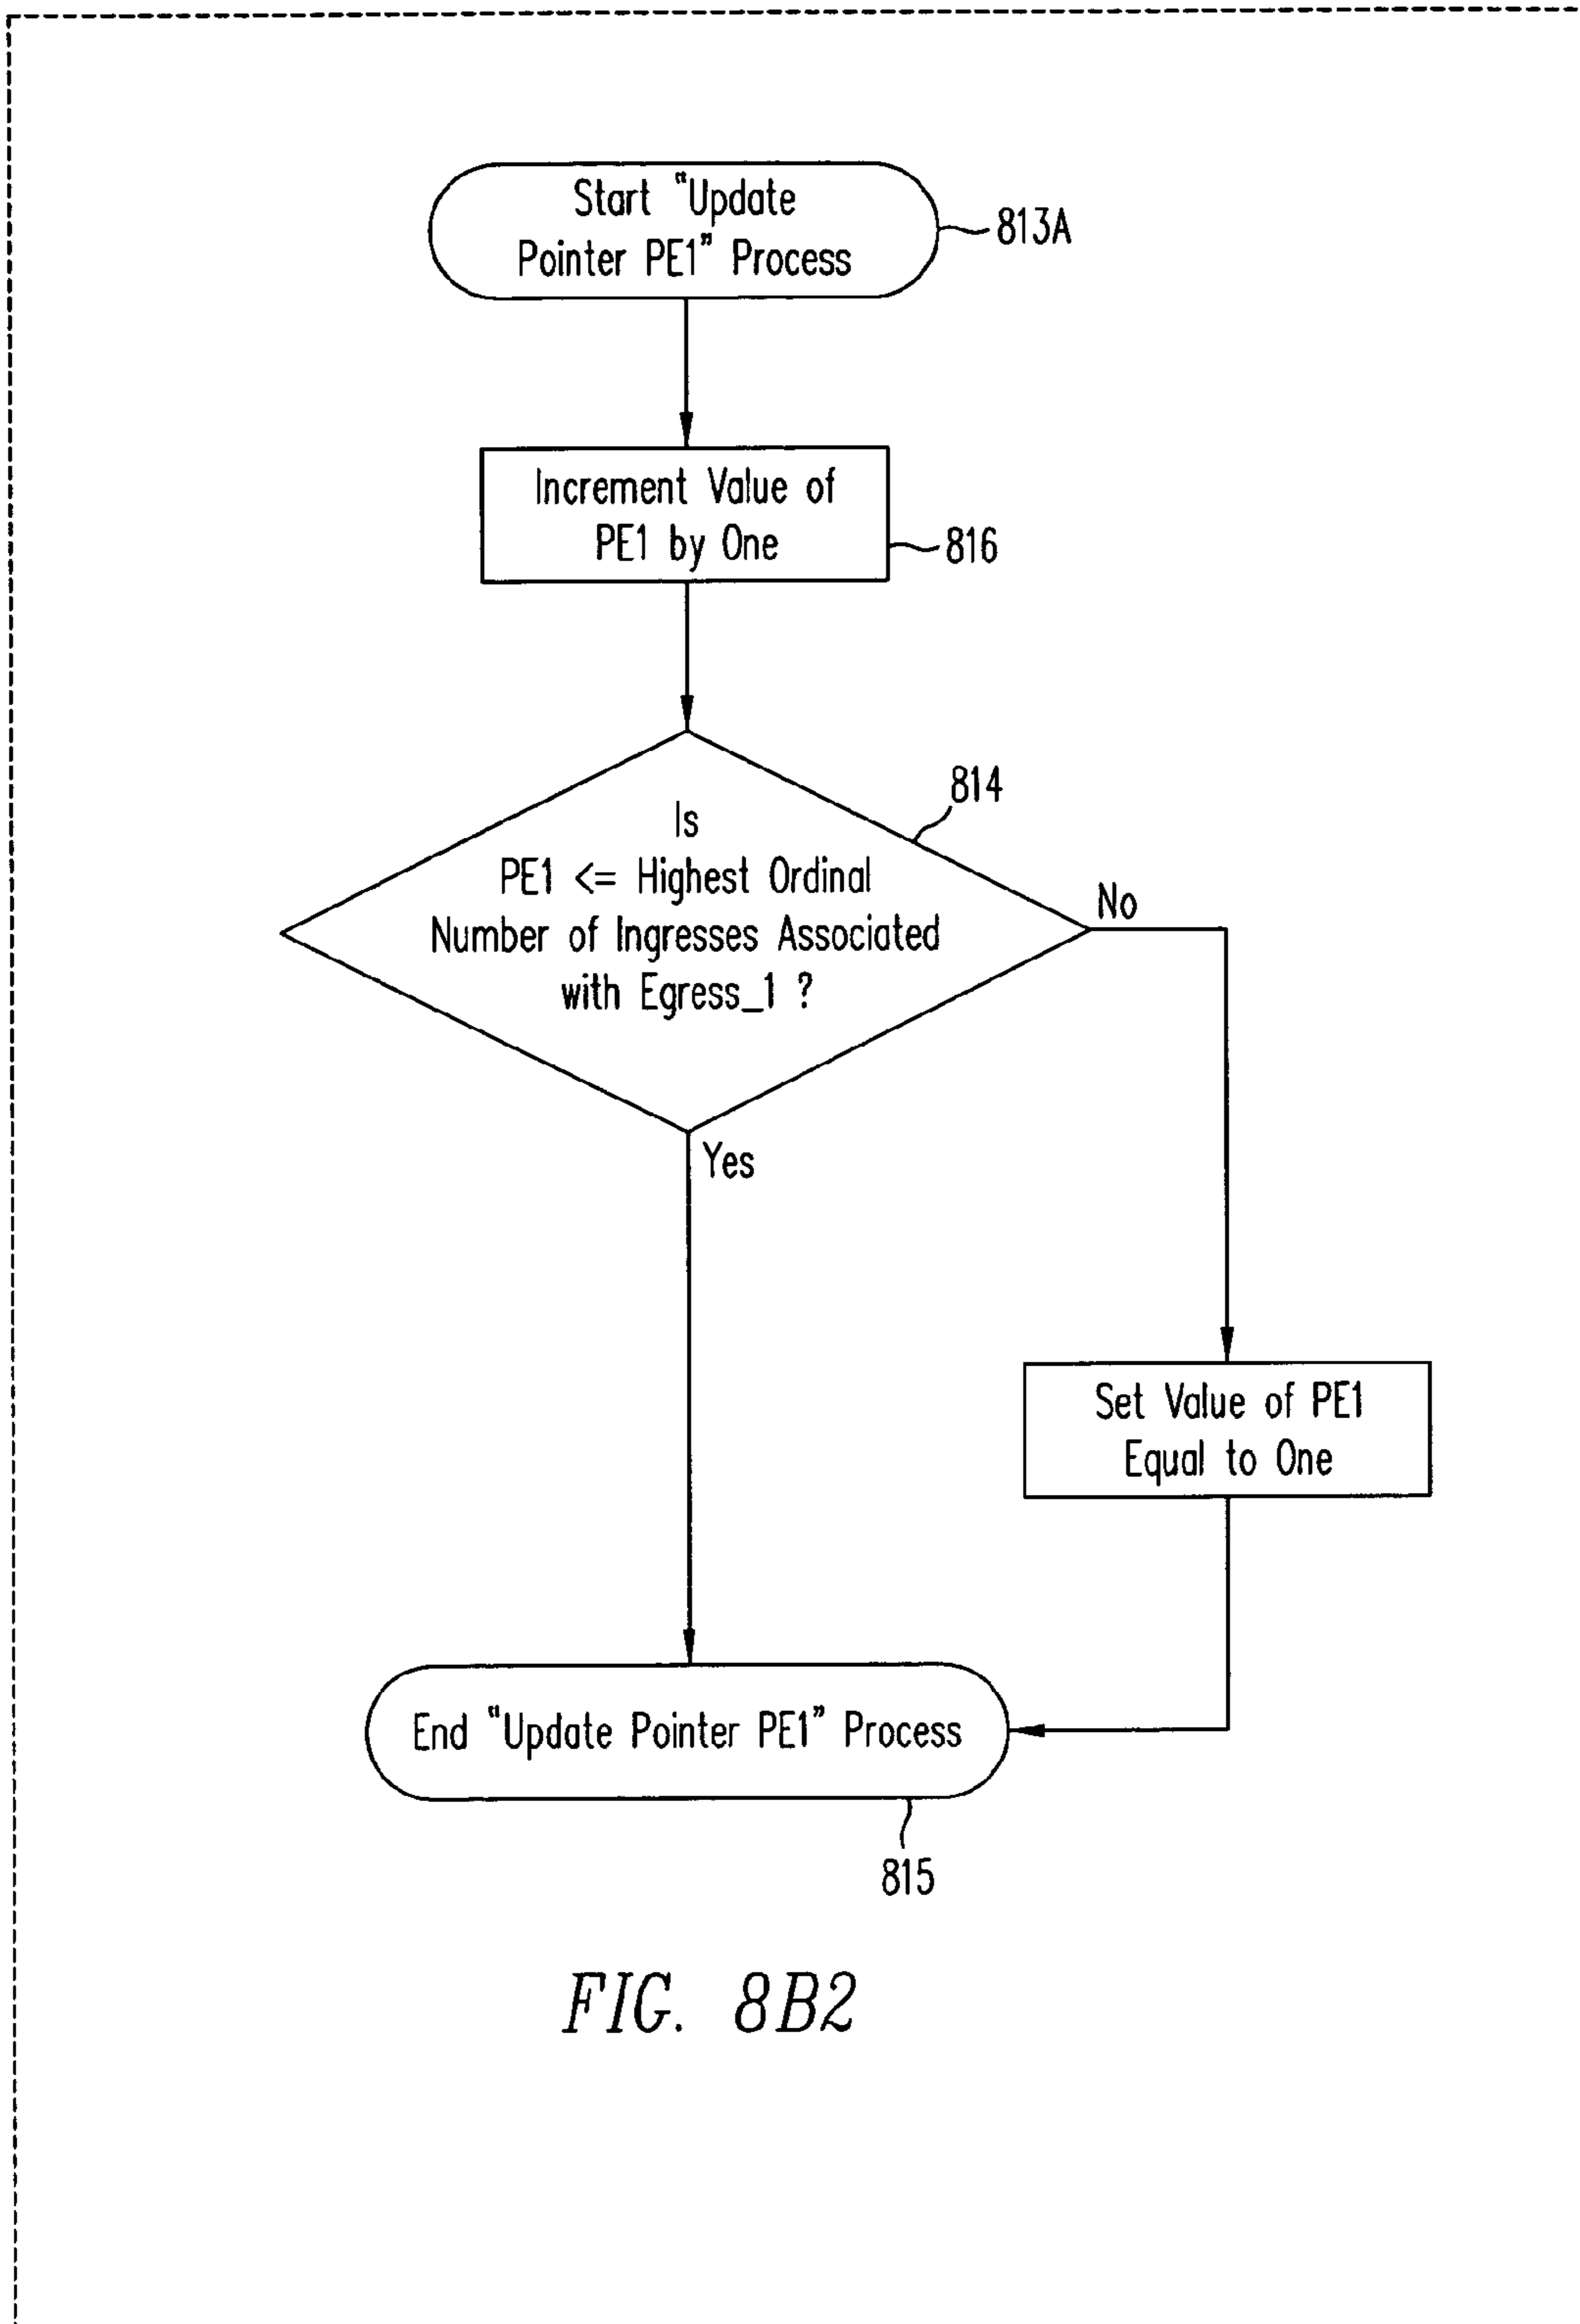 Start "Update
Pointer PE1" Process
813A
Increment Value of
PE1 by One
816
814
Is
PE1 <= Highest Ordinal
Number of Ingresses Associated
with Egress_1 ?
No
Yes
Set Value of PE1
Equal to One
End "Update Pointer PE1" Process
815
FIG. 8B2